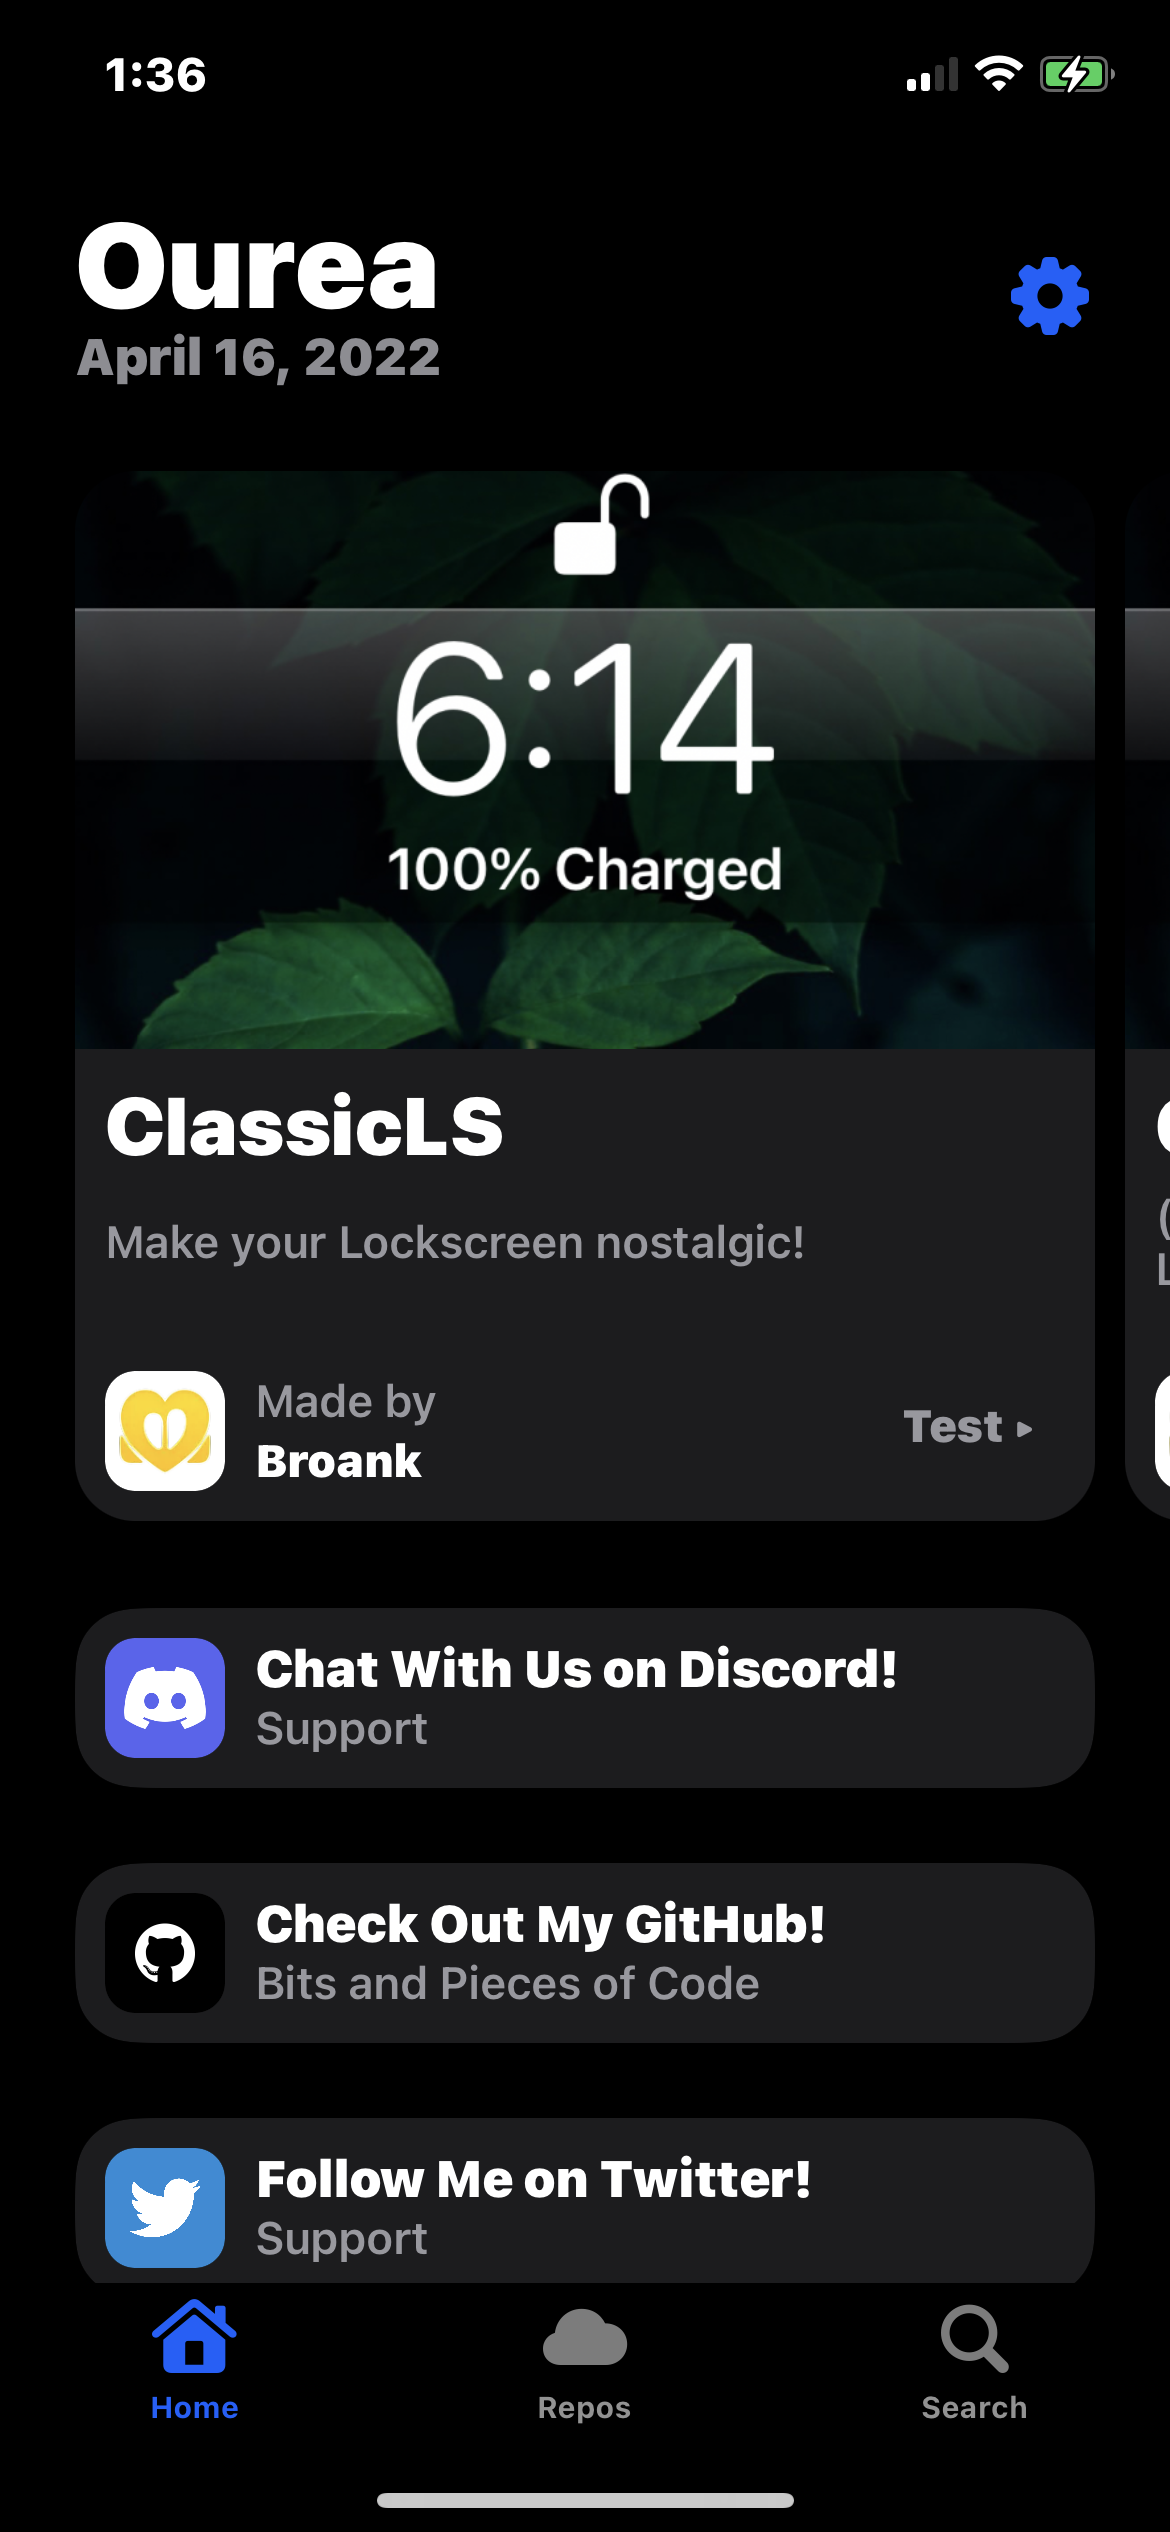 1:36
Ourea
April 16, 2022
6:14
100% Charged
ClassicLS
Make your Lockscreen nostalgic!
Made by
Broank
Test
Chat With Us on Discord!
Support
Check Out My GitHub!
Bits and Pieces of Code
Follow Me on Twitter!
Support
Home
Repos
Search